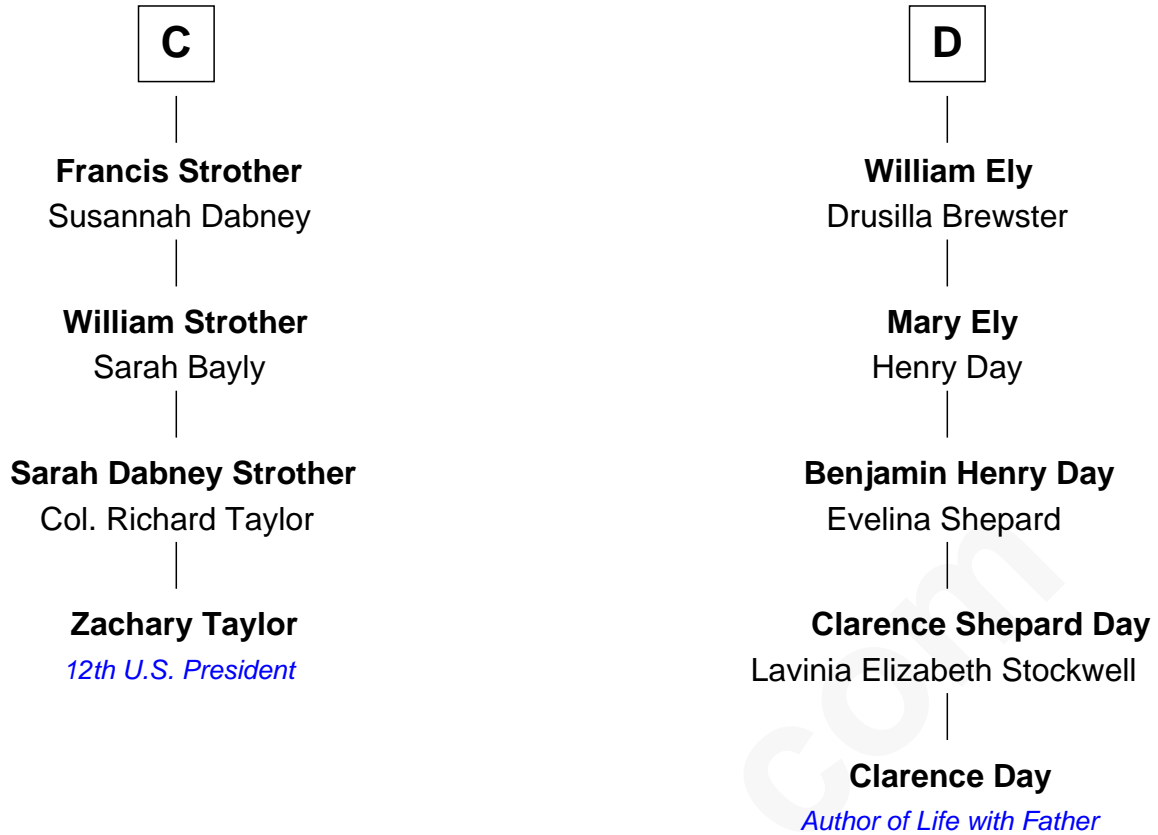 C
Francis Strother
Susannah Dabney
William Strother
Sarah Bayly
Sarah Dabney Strother
Col. Richard Taylor
Zachary Taylor
12th U.S. President
D
William Ely
Drusilla Brewster
Mary Ely
Henry Day
Benjamin Henry Day
Evelina Shepard
Clarence Shepard Day
Lavinia Elizabeth Stockwell
Clarence Day
Author of Life with Father
com